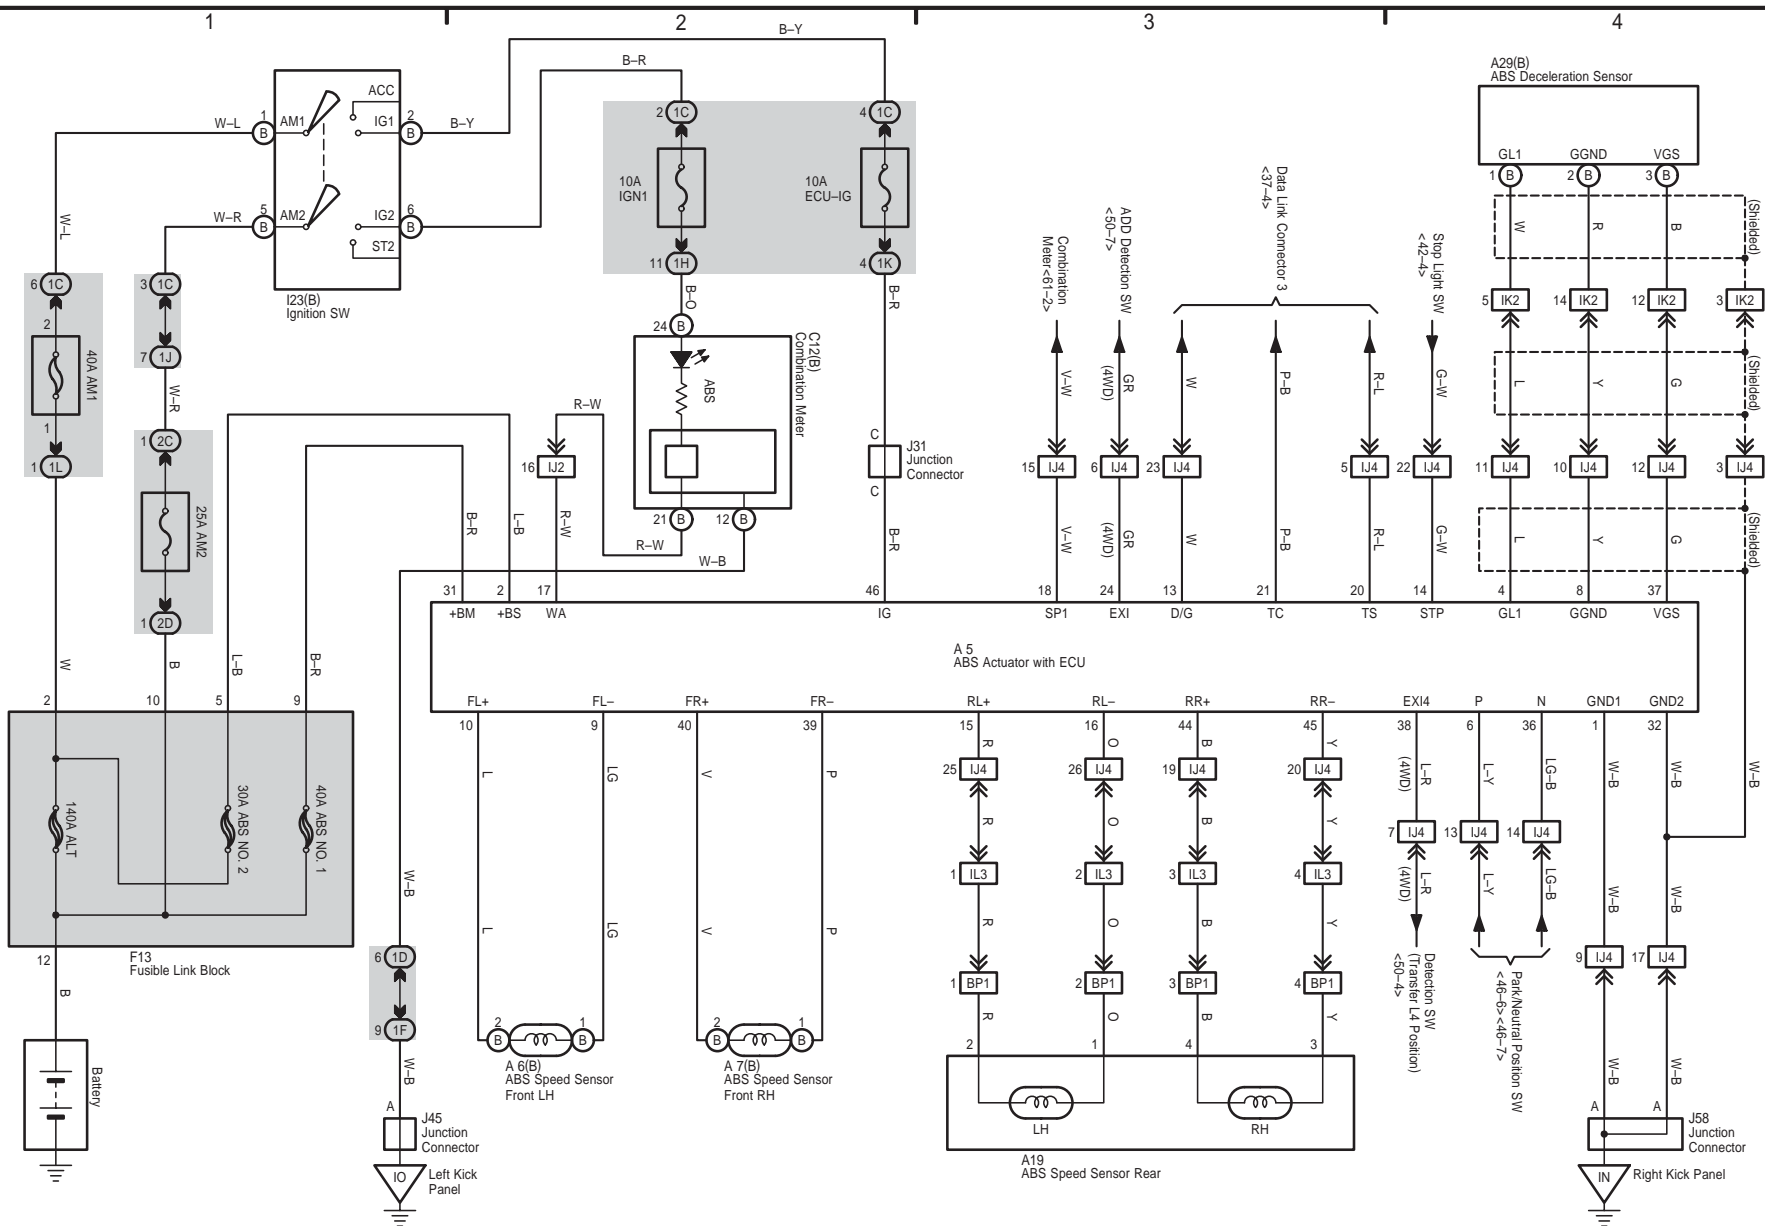 1
2
3
4
B–Y
B–R
A29(B)
ABS Deceleration Sensor
ACC
1
B
AM1
IG1
2
B
W–L
B–Y
2
1C
4
1C
10A
IGN1
10A
ECU–IG
GL1
GGND
VGS
1
B
2
B
3
B
W–R
5
B
AM2
IG2
6
B
ST2
I23(B)
Ignition SW
W–L
11
1H
4
1K
6
1C
3
1C
B–O
B–R
Combination
Meter<61–2>
ADD Detection SW
<50–7>
Data Link Connector 3
<37–4>
Stop Light SW
<42–4>
W
R
B
(Shielded)
5
IK2
14
IK2
12
IK2
3
IK2
2
40A AM1
1
1
1L
7
1J
W–R
24
B
C12(B)
Combination Meter
ABS
V–W
GR
(4WD)
W
P–B
R–L
G–W
L
Y
G
(Shielded)
R–W
1
2C
16
IJ2
C
J31
Junction
Connector
C
15
IJ4
6
IJ4
23
IJ4
5
IJ4
22
IJ4
11
IJ4
10
IJ4
12
IJ4
3
IJ4
25A AM2
B–R
L–B
R–W
21
B
12
B
R–W
W–B
B–R
V–W
GR
(4WD)
W
P–B
R–L
G–W
L
Y
G
(Shielded)
31
2
17
46
18
24
13
21
20
14
4
8
37
+BM
+BS
WA
IG
SP1
EXI
D/G
TC
TS
STP
GL1
GGND
VGS
1
2D
A 5
ABS Actuator with ECU
W
B
L–B
B–R
2
10
5
9
FL+
FL–
FR+
FR–
RL+
RL–
RR+
RR–
EXI4
P
N
GND1
GND2
10
9
40
39
15
16
44
45
38
6
36
1
32
R
O
B
Y
L
LG
V
P
25
IJ4
26
IJ4
19
IJ4
20
IJ4
L–R
(4WD)
L–Y
LG–B
W–B
W–B
W–B
140A ALT
30A ABS NO. 2
40A ABS NO. 1
R
O
B
Y
7
IJ4
13
IJ4
14
IJ4
1
IL3
2
IL3
3
IL3
4
IL3
L–R
(4WD)
L–Y
LG–B
W–B
W–B
W–B
L
LG
V
P
R
O
B
Y
12
F13
Fusible Link Block
6
1D
9
1F
1
BP1
2
BP1
3
BP1
4
BP1
Detection SW
(Transfer L4 Position)
<50–4>
Park/Neutral Position SW
<46–6><46–7>
9
IJ4
17
IJ4
B
Battery
R
O
B
Y
2
B
1
B
2
B
1
B
2
1
4
3
A 6(B)
ABS Speed Sensor
Front LH
A 7(B)
ABS Speed Sensor
Front RH
W–B
W–B
W–B
LH
RH
A19
ABS Speed Sensor Rear
A
J45
Junction
Connector
IO
Left Kick
Panel
A
A
J58
Junction
Connector
IN
Right Kick Panel